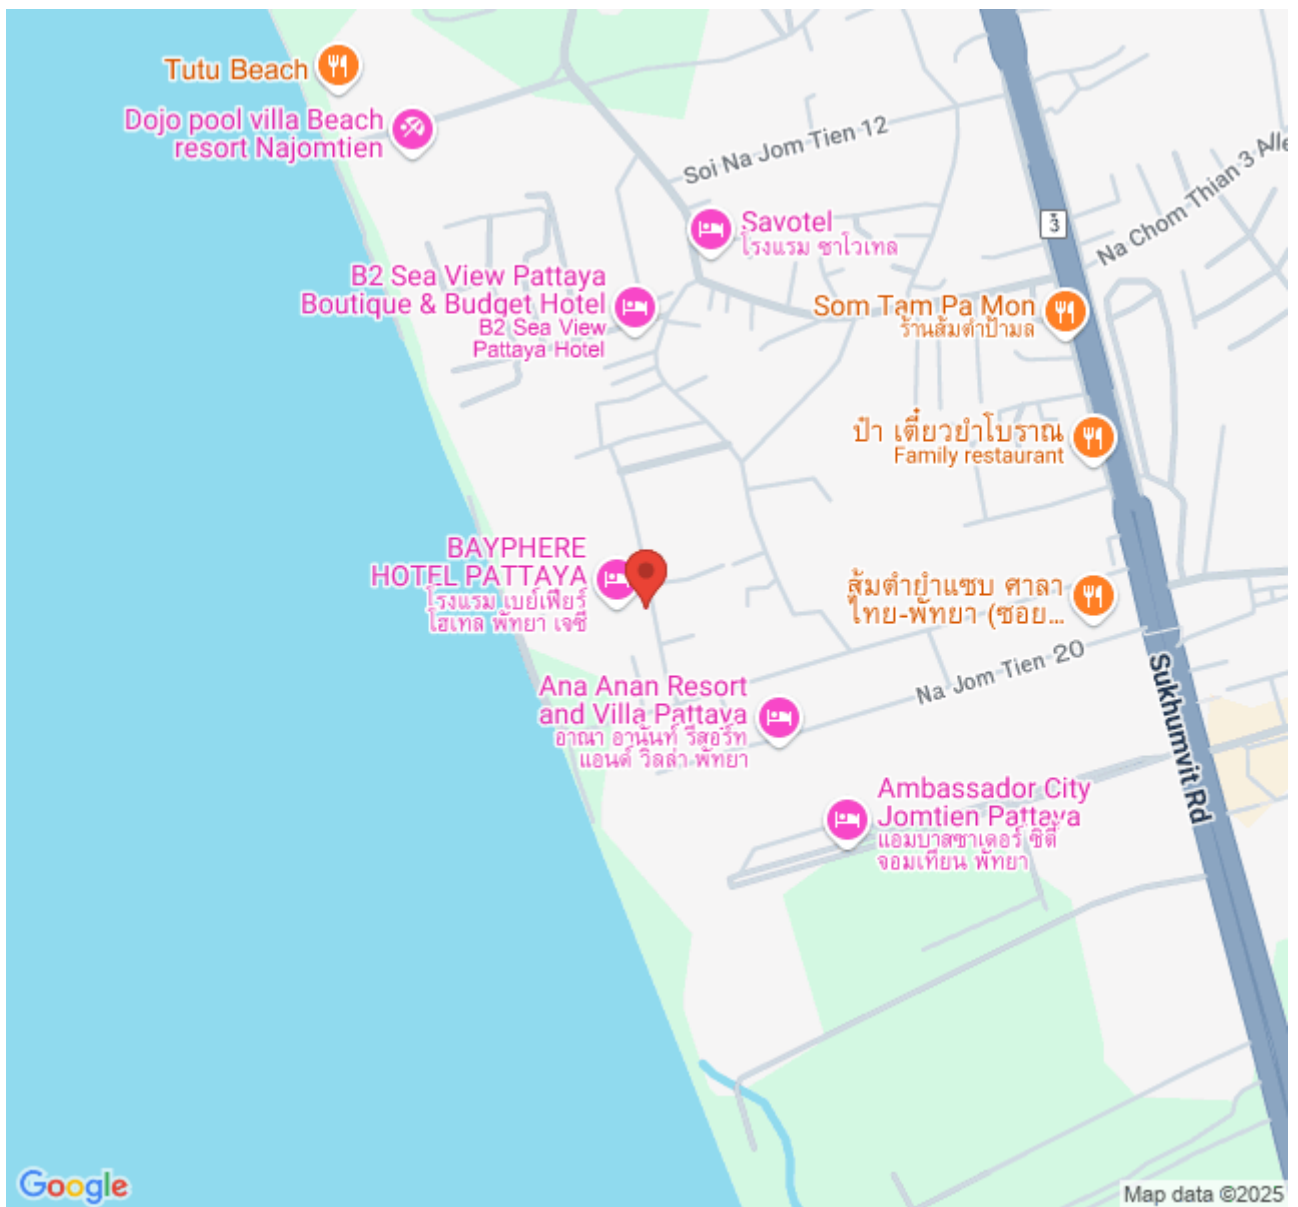 Tutu Beach
Dojo pool villa Beach
resort Najomtien
Soi Na Jom Tien 12
Na Chom Thian 3 Alle
3
Savotel
โรงแรม ซาโวเทล
B2 Sea View Pattaya
Boutique & Budget Hotel
B2 Sea View
Pattaya Hotel
Som Tam Pa Mon
ร้านส้มตำป้ามล
ป๋า เตี๋ยวยำโบราณ
Family restaurant
BAYPHERE
HOTEL PATTAYA
โรงแรม เบย์เฟียร์
โฮเทล พัทยา เจซี
ส้มตำยำแซบ ศาลา
ไทย-พัทยา (ซอย...
Na Jom Tien 20
Sukhumvit Rd
Ana Anan Resort
and Villa Pattaya
อาณา อานันท์ รีสอร์ท
แอนด์ วิลล่า พัทยา
Ambassador City
Jomtien Pattaya
แอมบาสซาเดอร์ ซิตี้
จอมเทียน พัทยา
Google
Map data ©2025